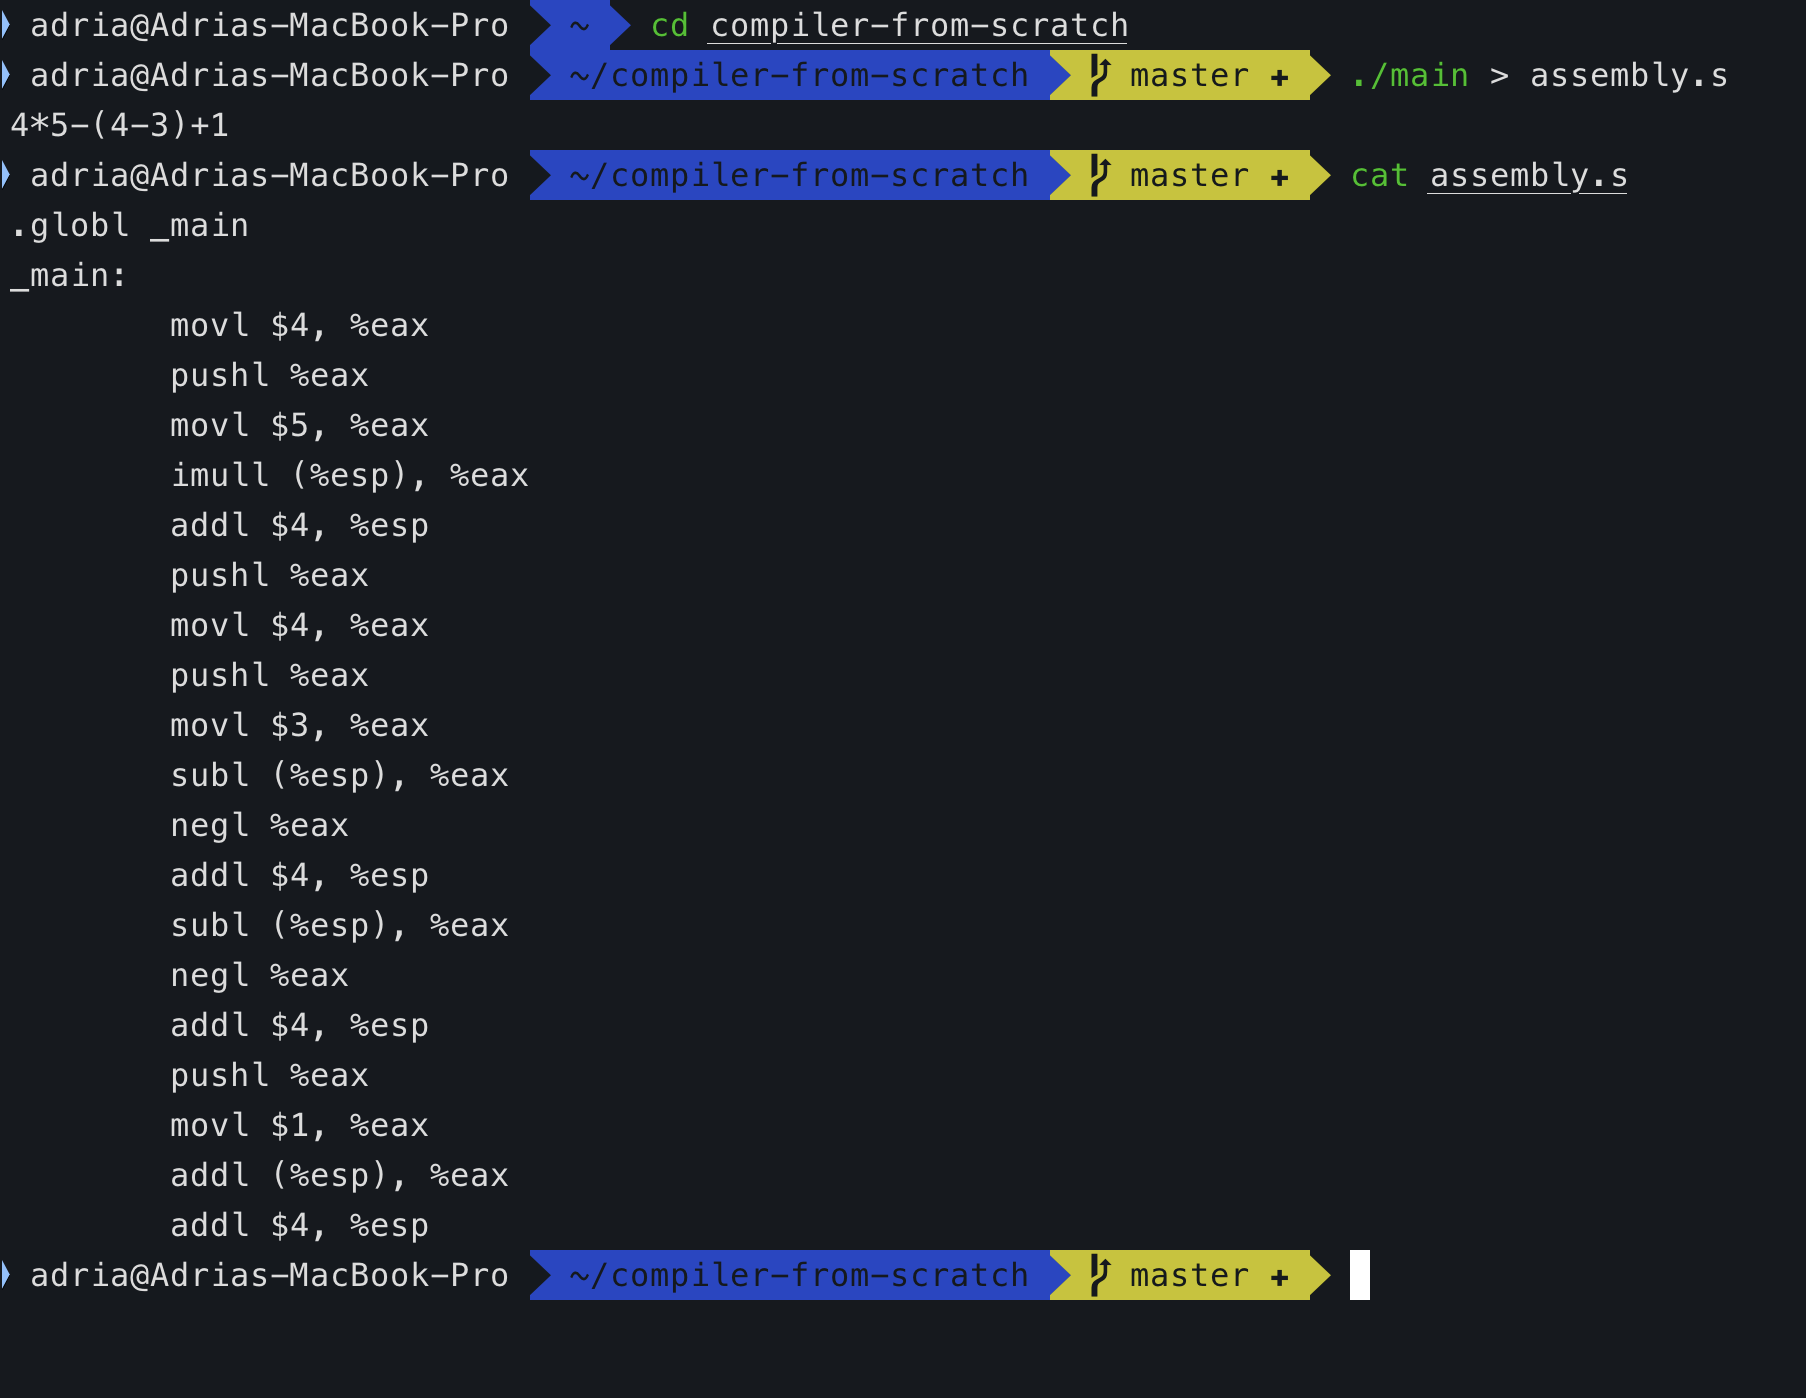 adria@Adrias-MacBook-Pro ~ cd compiler-from-scratch
adria@Adrias-MacBook-Pro ~/compiler-from-scratch master + ./main > assembly.s
4*5-(4-3)+1
adria@Adrias-MacBook-Pro ~/compiler-from-scratch master + cat assembly.s
.globl _main
_main:
        movl $4, %eax
        pushl %eax
        movl $5, %eax
        imull (%esp), %eax
        addl $4, %esp
        pushl %eax
        movl $4, %eax
        pushl %eax
        movl $3, %eax
        subl (%esp), %eax
        negl %eax
        addl $4, %esp
        subl (%esp), %eax
        negl %eax
        addl $4, %esp
        pushl %eax
        movl $1, %eax
        addl (%esp), %eax
        addl $4, %esp
adria@Adrias-MacBook-Pro ~/compiler-from-scratch master +